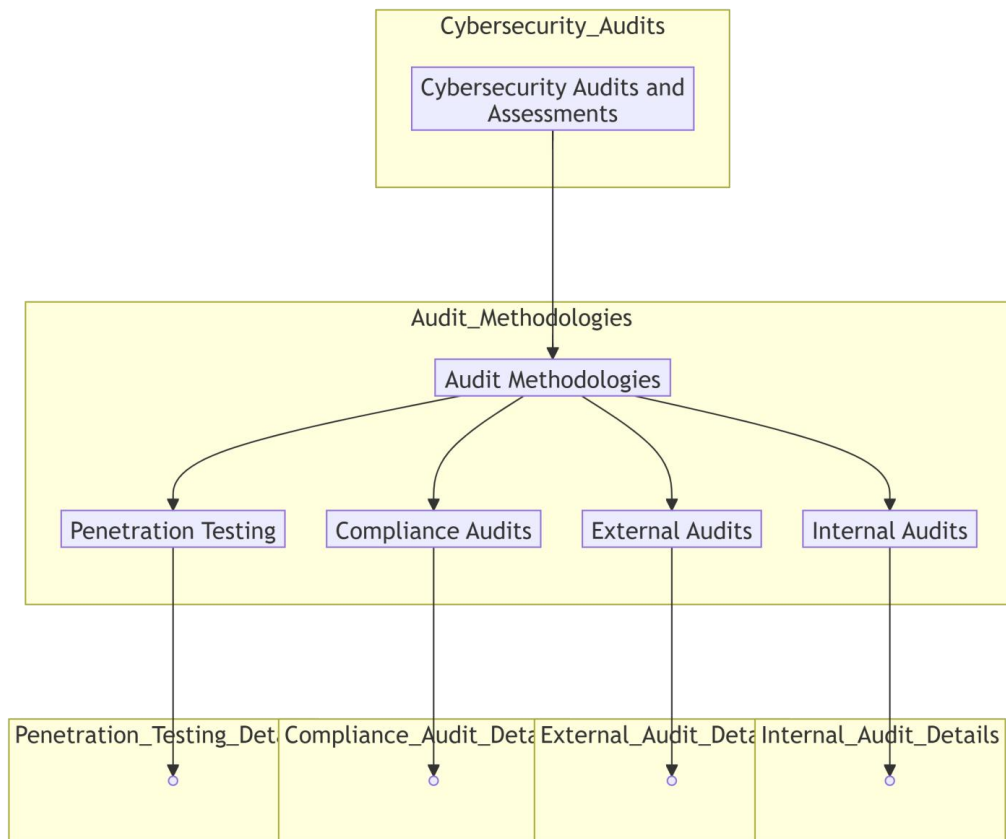 Cybersecurity_Audits
Cybersecurity Audits and
Assessments
Audit_Methodologies
Audit Methodologies
Penetration Testing
Compliance Audits
External Audits
Internal Audits
Penetration_Testing_Deta
Compliance_Audit_Deta
External_Audit_Deta
Internal_Audit_Details